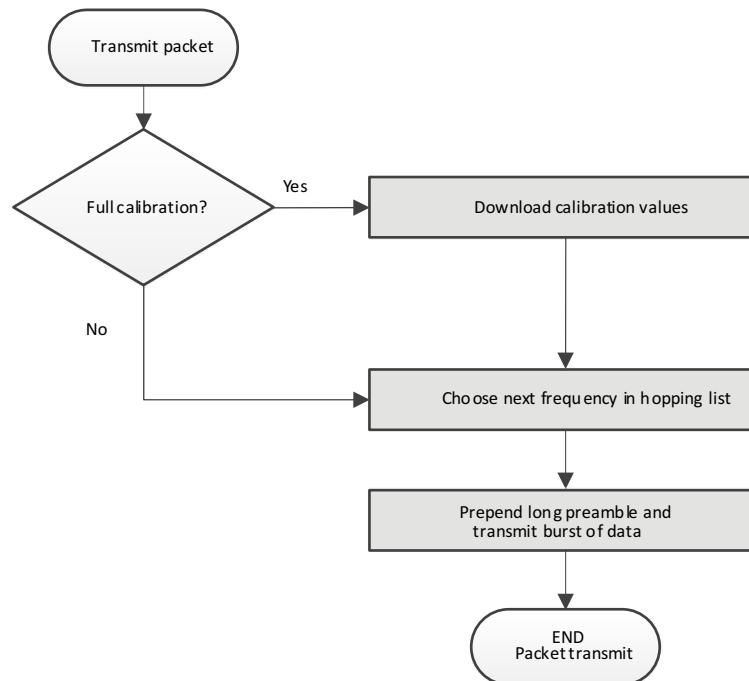 Transmit packet
Full calibration?
Yes
Download calibration values
No
Choose next frequency in hopping list
Prepend long preamble and
transmit burst of data
END
Packet transmit